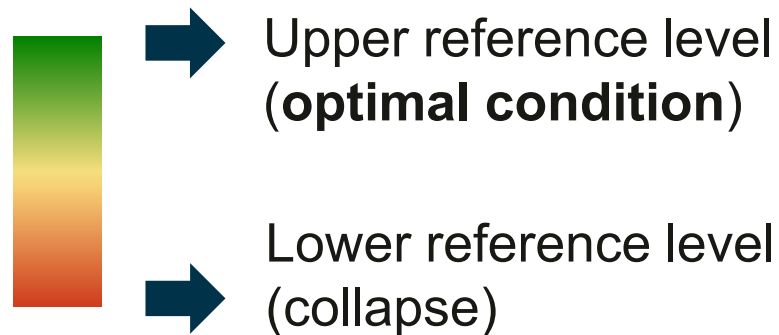 Upper reference level
(optimal condition)
Lower reference level
(collapse)